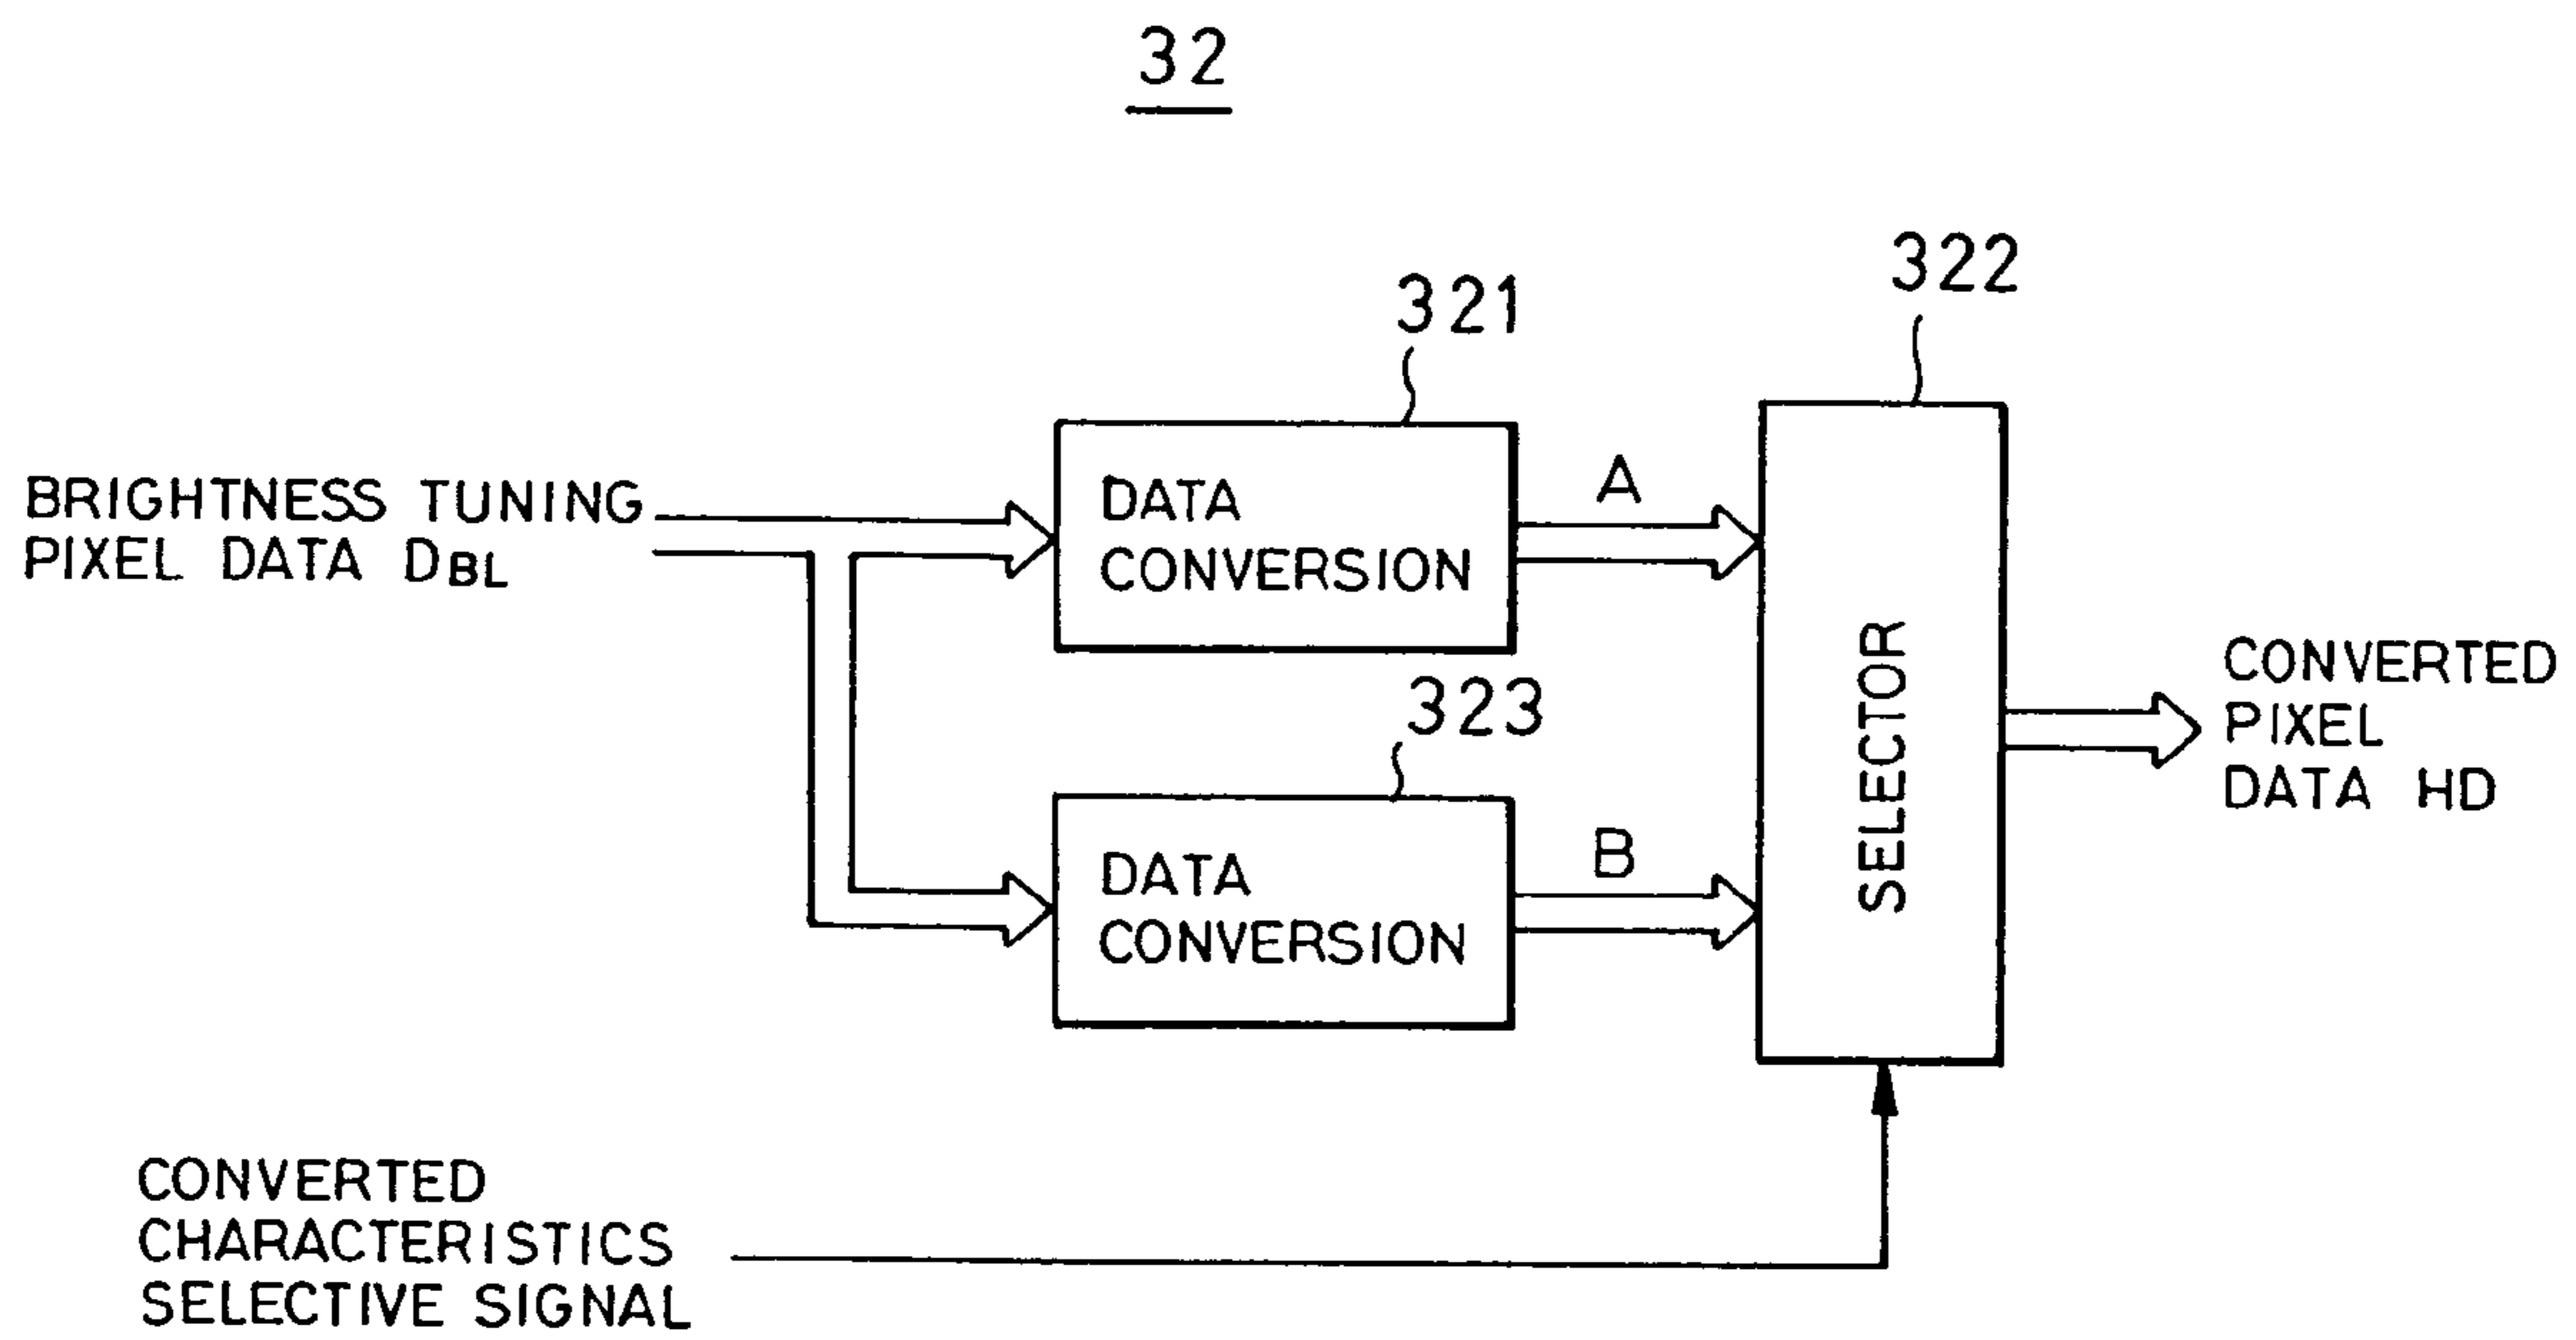 32
321
322
BRIGHTNESS TUNING
PIXEL DATA DBL
DATA
CONVERSION
A
323
DATA
CONVERSION
B
SELECTOR
CONVERTED
PIXEL
DATA HD
CONVERTED
CHARACTERISTICS
SELECTIVE SIGNAL